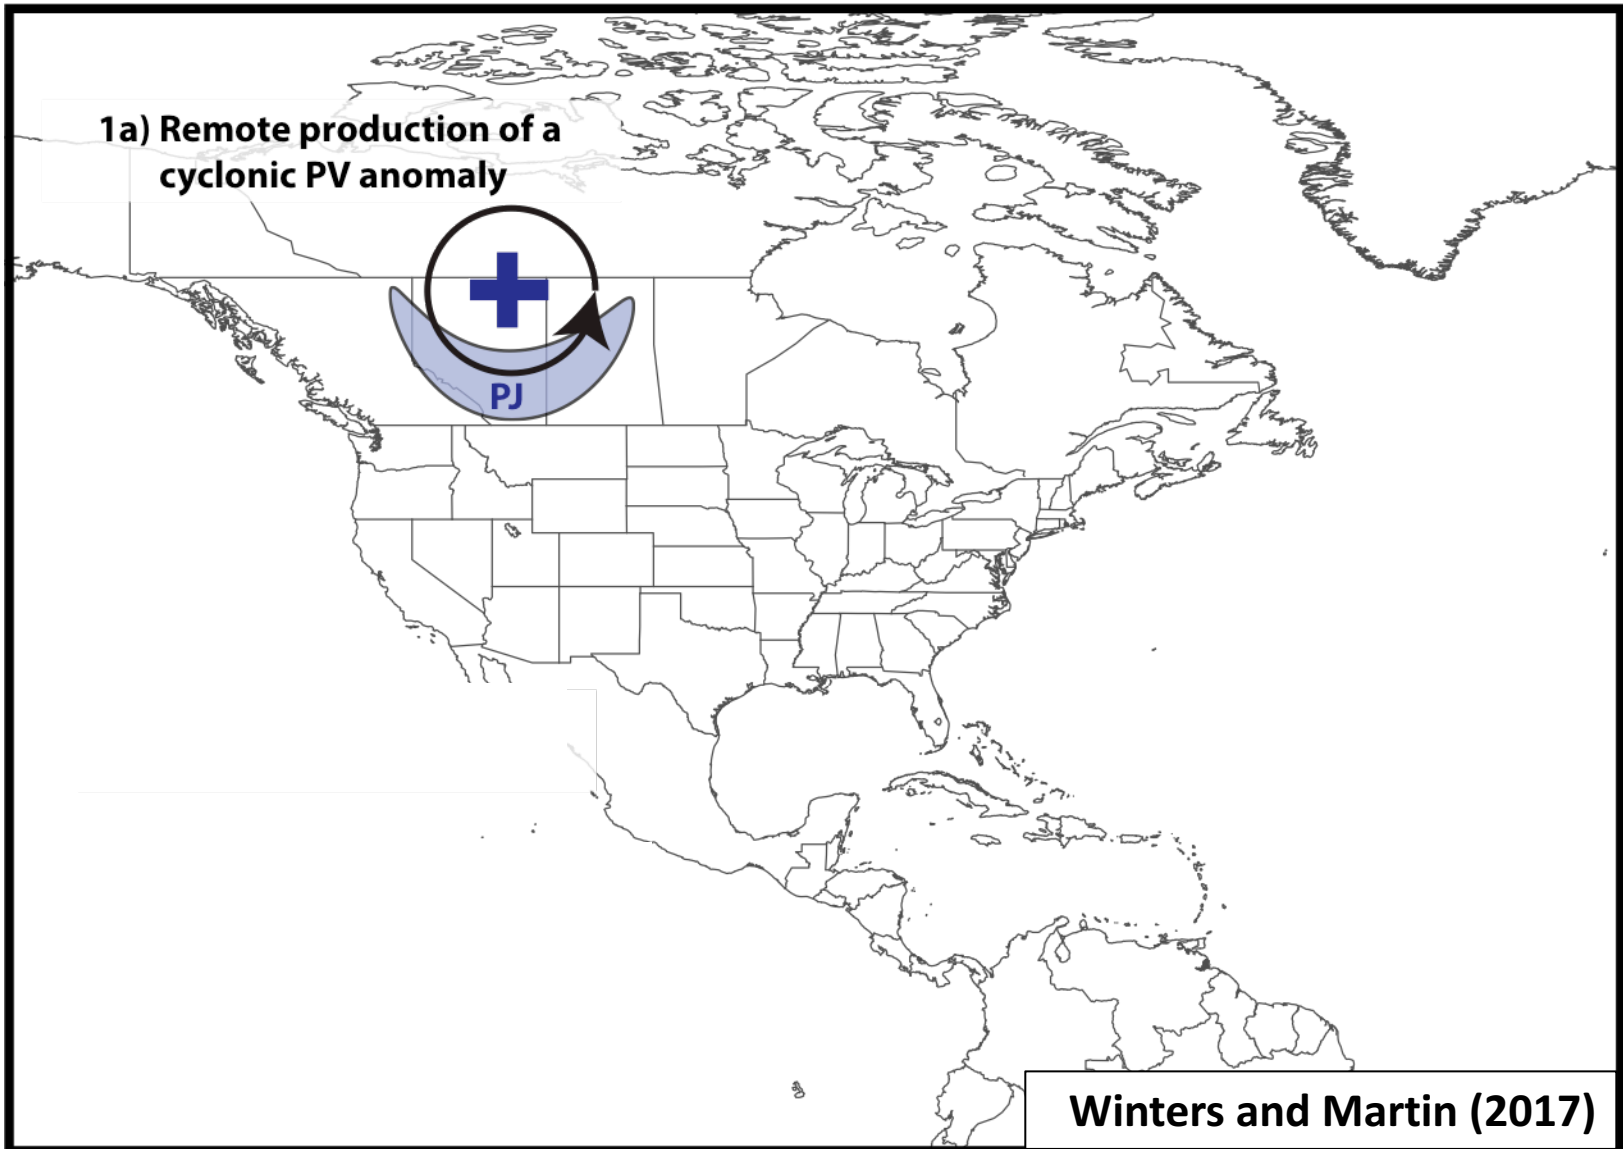 1a) Remote production of a
cyclonic PV anomaly
PJ
Winters and Martin (2017)